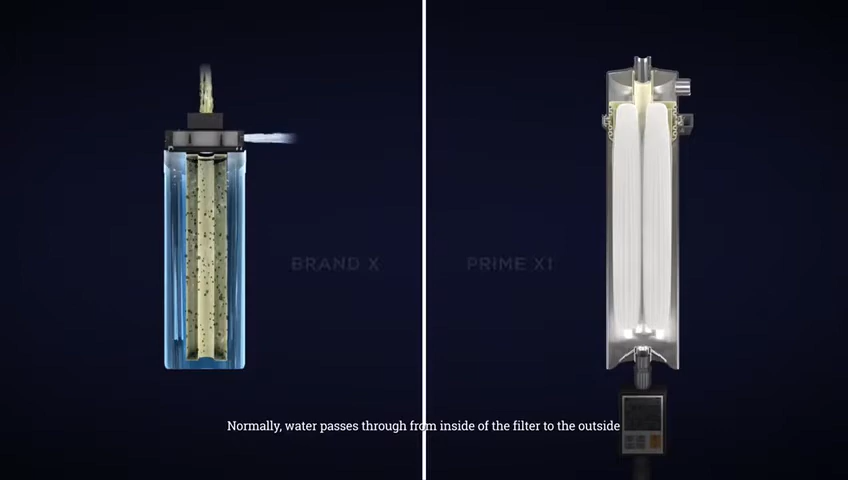 BRAND X
PRIME X1
Normally, water passes through from inside of the filter to the outside